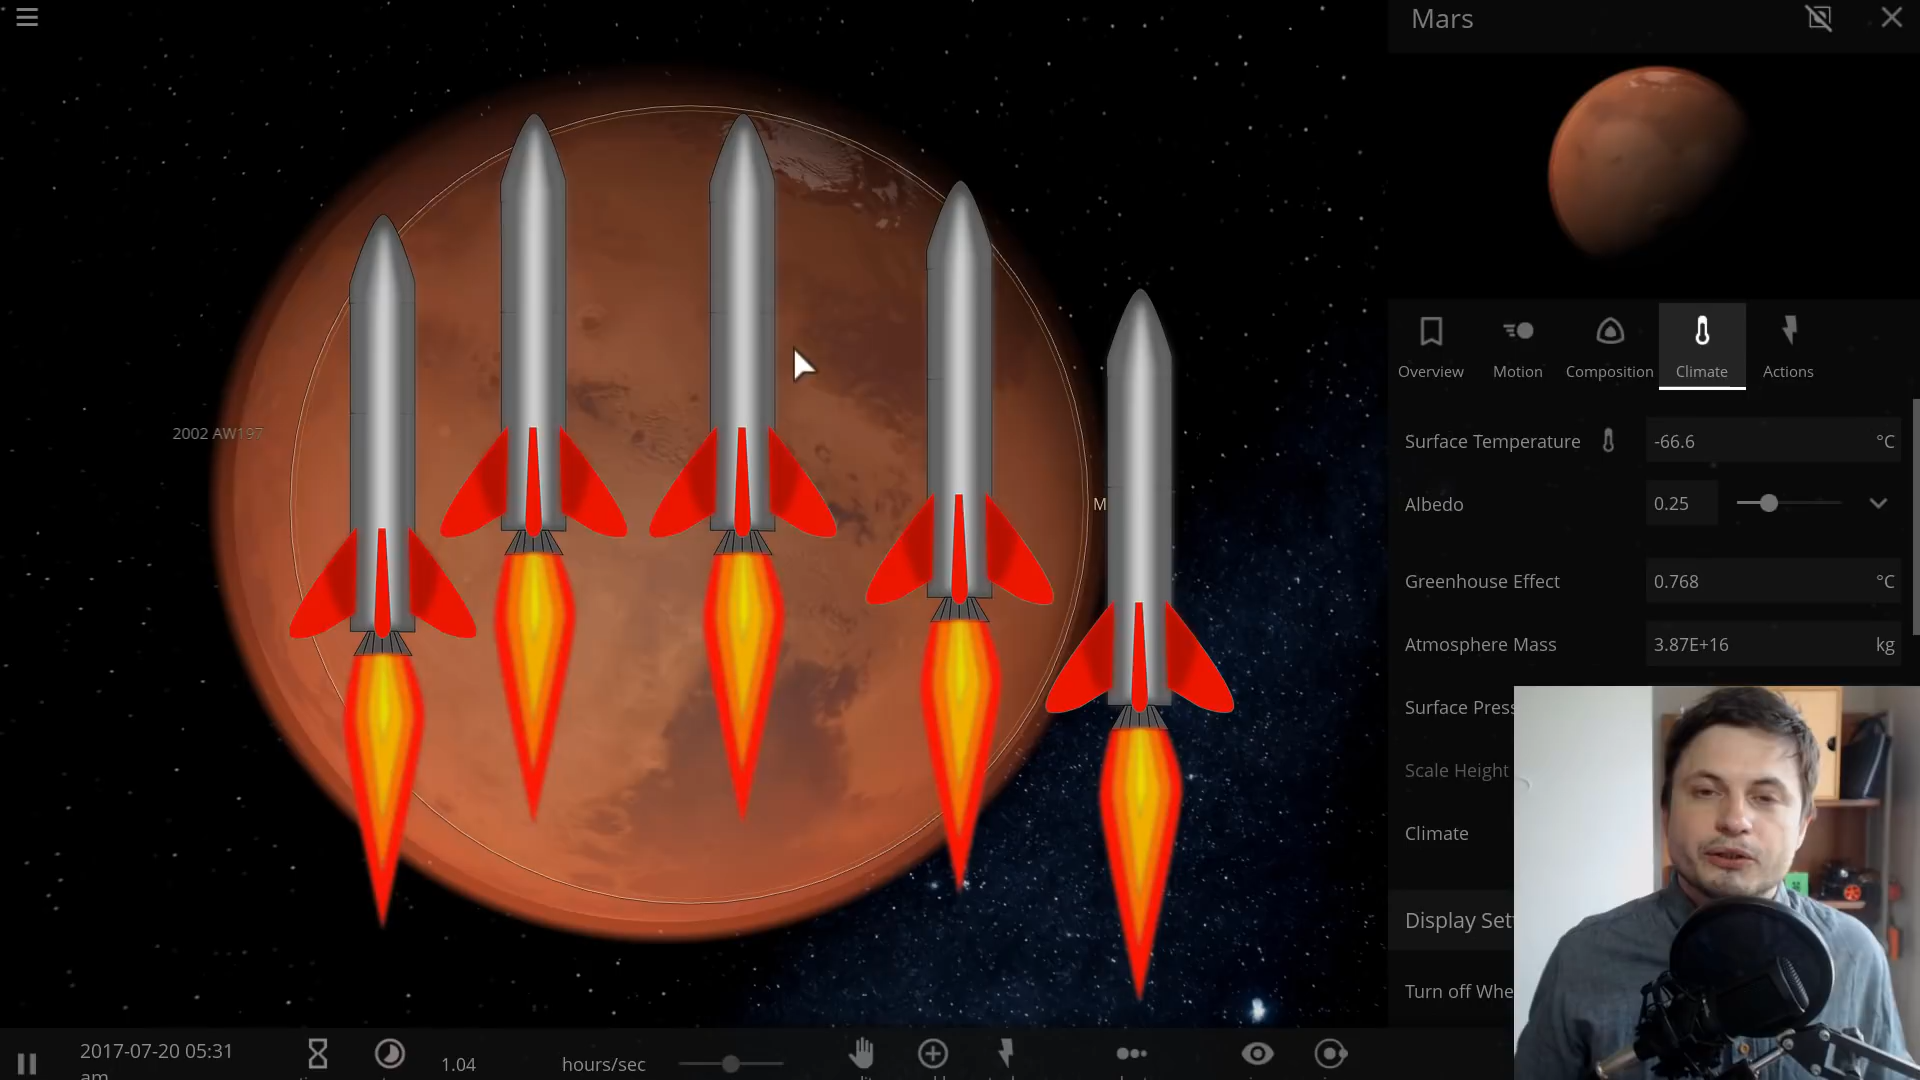 Mars
2002 AW197
M
Overview
Motion
Composition
Climate
Actions
Surface Temperature
-66.6
°C
Albedo
0.25
Greenhouse Effect
0.768
°C
Atmosphere Mass
3.87E+16
kg
Surface Press
Scale Height
Climate
Display Set
Turn off Whe
2017-07-20 05:31
am
1.04
hours/sec